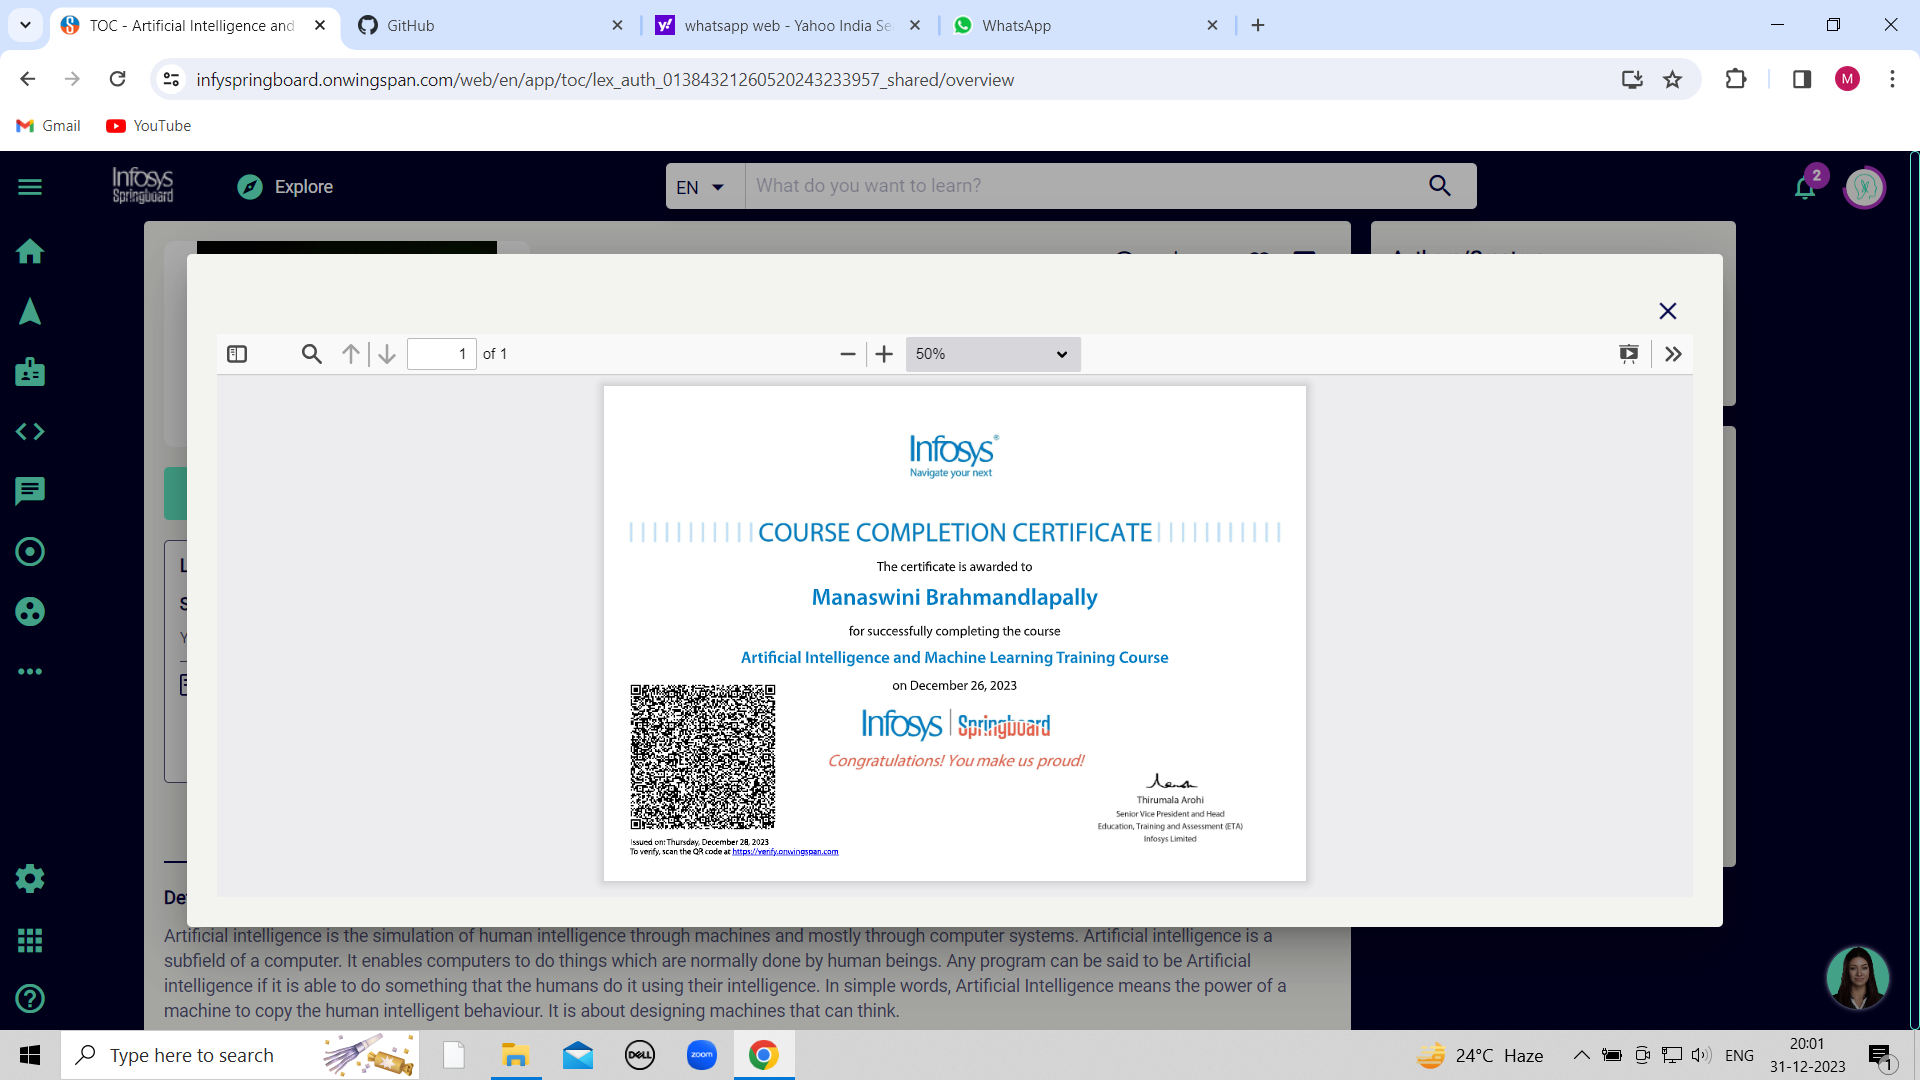 TOC - Artificial Intelligence and
GitHub
whatsapp web - Yahoo India Se
WhatsApp
infyspringboard.onwingspan.com/web/en/app/toc/lex_auth_01384321260520243233957_shared/overview
M
Gmail
YouTube
Infosys
Springboard
Explore
EN
What do you want to learn?
2
1
of 1
50%
Infosys®
Navigate your next
COURSE COMPLETION CERTIFICATE
The certificate is awarded to
Manaswini Brahmandlapally
for successfully completing the course
Artificial Intelligence and Machine Learning Training Course
on December 26, 2023
Infosys | Springboard
Congratulations! You make us proud!
Thirumala Arohi
Senior Vice President and Head
Education, Training and Assessment (ETA)
Infosys Limited
Issued on: Thursday, December 28, 2023
To verify, scan the QR code at https://verify.onwingspan.com
De
Artificial intelligence is the simulation of human intelligence through machines and mostly through computer systems. Artificial intelligence is a
subfield of a computer. It enables computers to do things which are normally done by human beings. Any program can be said to be Artificial
intelligence if it is able to do something that the humans do it using their intelligence. In simple words, Artificial Intelligence means the power of a
machine to copy the human intelligent behaviour. It is about designing machines that can think.
Type here to search
DELL
zoom
24°C Haze
ENG
20:01
31-12-2023
1